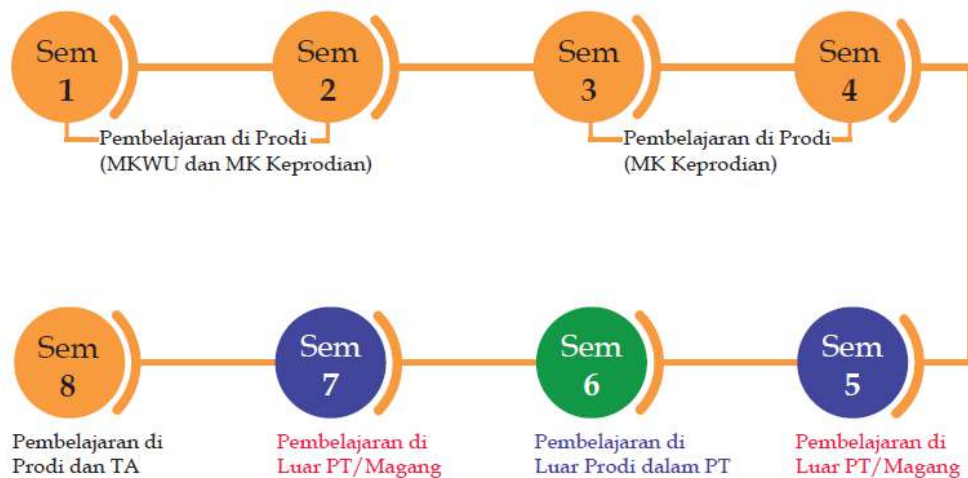 Sem
1
Sem
2
Sem
3
Sem
4
Pembelajaran di Prodi
(MKWU dan MK Keprodian)
Pembelajaran di Prodi
(MK Keprodian)
Sem
8
Sem
7
Sem
6
Sem
5
Pembelajaran di
Prodi dan TA
Pembelajaran di
Luar PT/Magang
Pembelajaran di
Luar Prodi dalam PT
Pembelajaran di
Luar PT/Magang